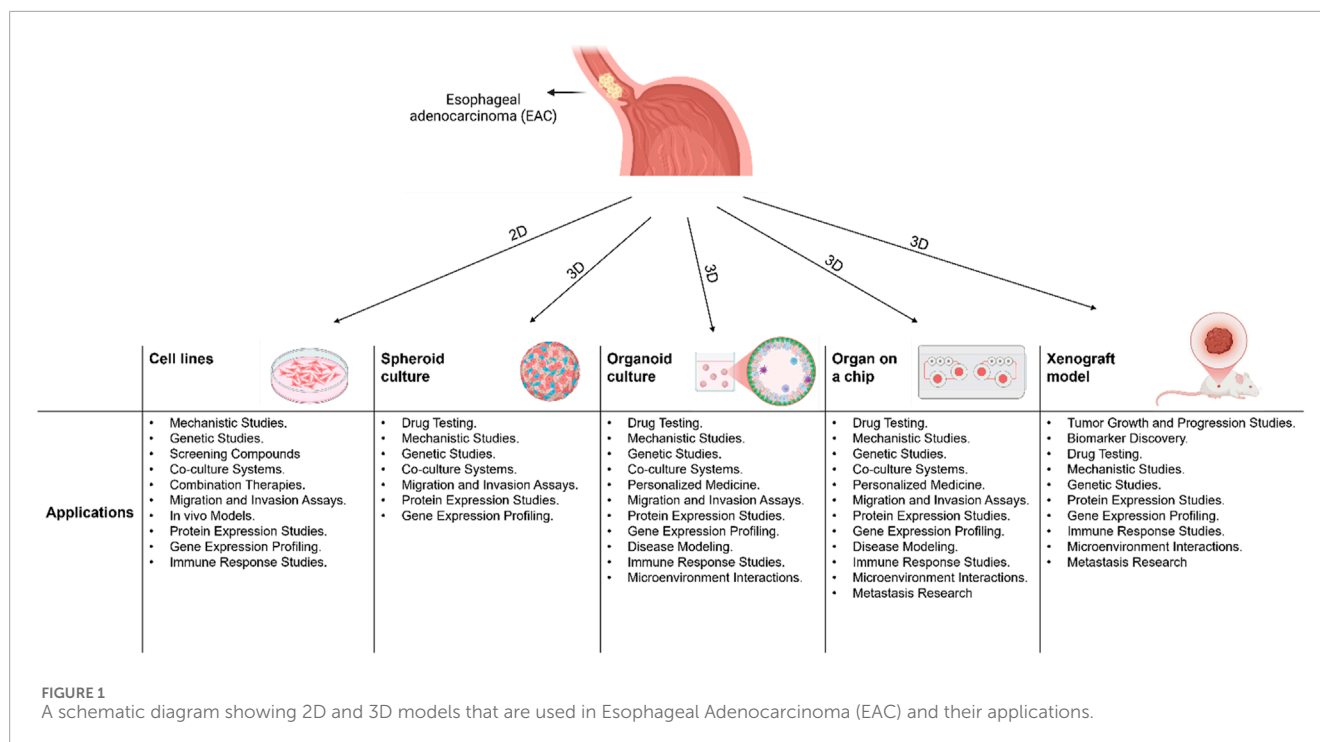 Esophageal
adenocarcinoma (EAC)
2D
3D
3D
3D
3D
Cell lines
Spheroid
culture
Organoid
culture
Organ on
a chip
Xenograft
model
Applications
• Mechanistic Studies.
• Genetic Studies.
• Screening Compounds
• Co-culture Systems.
• Combination Therapies.
• Migration and Invasion Assays.
• In vivo Models.
• Protein Expression Studies.
• Gene Expression Profiling.
• Immune Response Studies.
• Drug Testing.
• Mechanistic Studies.
• Genetic Studies.
• Co-culture Systems.
• Migration and Invasion Assays.
• Protein Expression Studies.
• Gene Expression Profiling.
• Drug Testing.
• Mechanistic Studies.
• Genetic Studies.
• Co-culture Systems.
• Personalized Medicine.
• Migration and Invasion Assays.
• Protein Expression Studies.
• Gene Expression Profiling.
• Disease Modeling.
• Immune Response Studies.
• Microenvironment Interactions.
• Drug Testing.
• Mechanistic Studies.
• Genetic Studies.
• Co-culture Systems.
• Personalized Medicine.
• Migration and Invasion Assays.
• Protein Expression Studies.
• Gene Expression Profiling.
• Disease Modeling.
• Immune Response Studies.
• Microenvironment Interactions.
• Metastasis Research
• Tumor Growth and Progression Studies.
• Biomarker Discovery.
• Drug Testing.
• Mechanistic Studies.
• Genetic Studies.
• Protein Expression Studies.
• Gene Expression Profiling.
• Immune Response Studies.
• Microenvironment Interactions.
• Metastasis Research
FIGURE 1
A schematic diagram showing 2D and 3D models that are used in Esophageal Adenocarcinoma (EAC) and their applications.